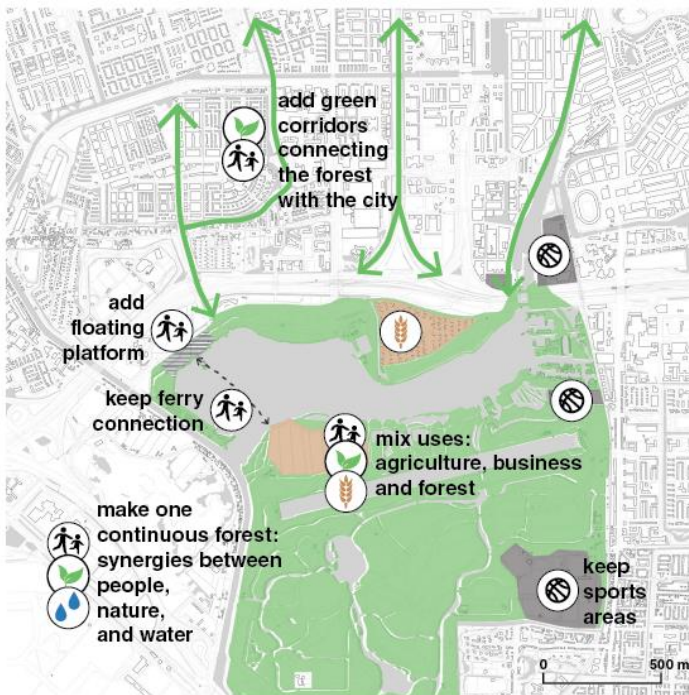 add green
corridors
connecting
the forest
with the city
add
floating
platform
keep ferry
connection
mix uses:
agriculture, business
and forest
make one
continuous forest:
synergies between
people,
nature,
and water
keep
sports
areas
0 500 m